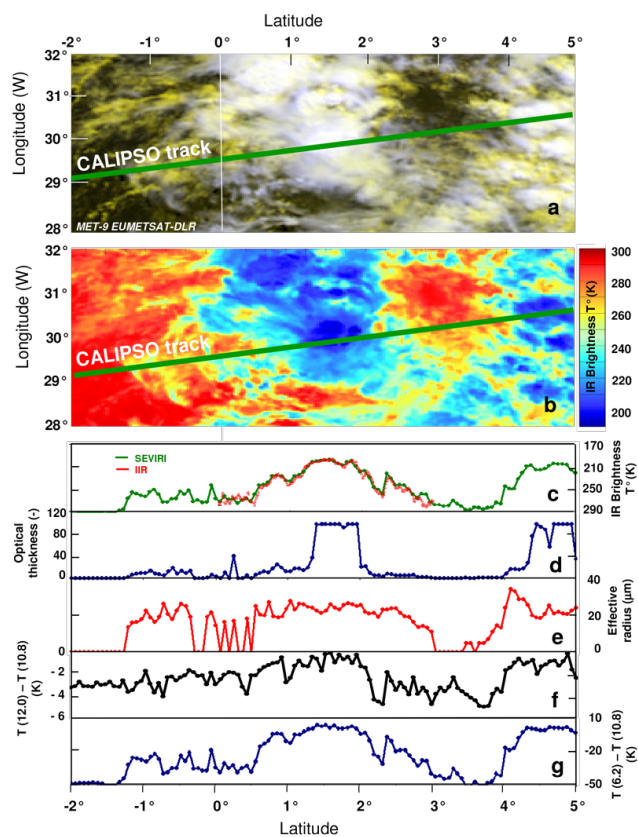 Latitude
-2° -1° 0° 1° 2° 3° 4° 5°
Longitude (W)
32°
31°
30°
29°
28°
CALIPSO track
MET-9 EUMETSAT-DLR
a
Longitude (W)
32°
31°
30°
29°
28°
CALIPSO track
b
300
280
260
240
220
200
IR Brightness T° (K)
SEVIRI
IIR
c
170
210
250
290
IR Brightness
T° (K)
Optical
thickness (-)
120
80
40
0
d
40
20
0
Effective
radius (μm)
0
e
T (12.0) – T (10.8)
(K)
- 2
- 4
- 6
f
10
-20
-50
T (6.2) – T (10.8)
(K)
g
-2° -1° 0° 1° 2° 3° 4° 5°
Latitude